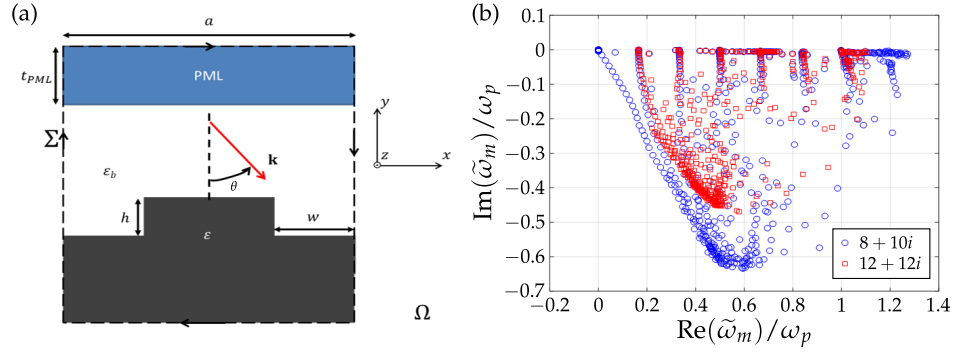 (a)
a
t_PML
PML
Σ
y
x
z
k
θ
ε_b
h
w
ε
Ω
(b)
Im(ω̃_m)/ω_p
0.1
0
−0.1
−0.2
−0.3
−0.4
−0.5
−0.6
−0.7
−0.2 0 0.2 0.4 0.6 0.8 1 1.2 1.4
Re(ω̃_m)/ω_p
8 + 10i
12 + 12i